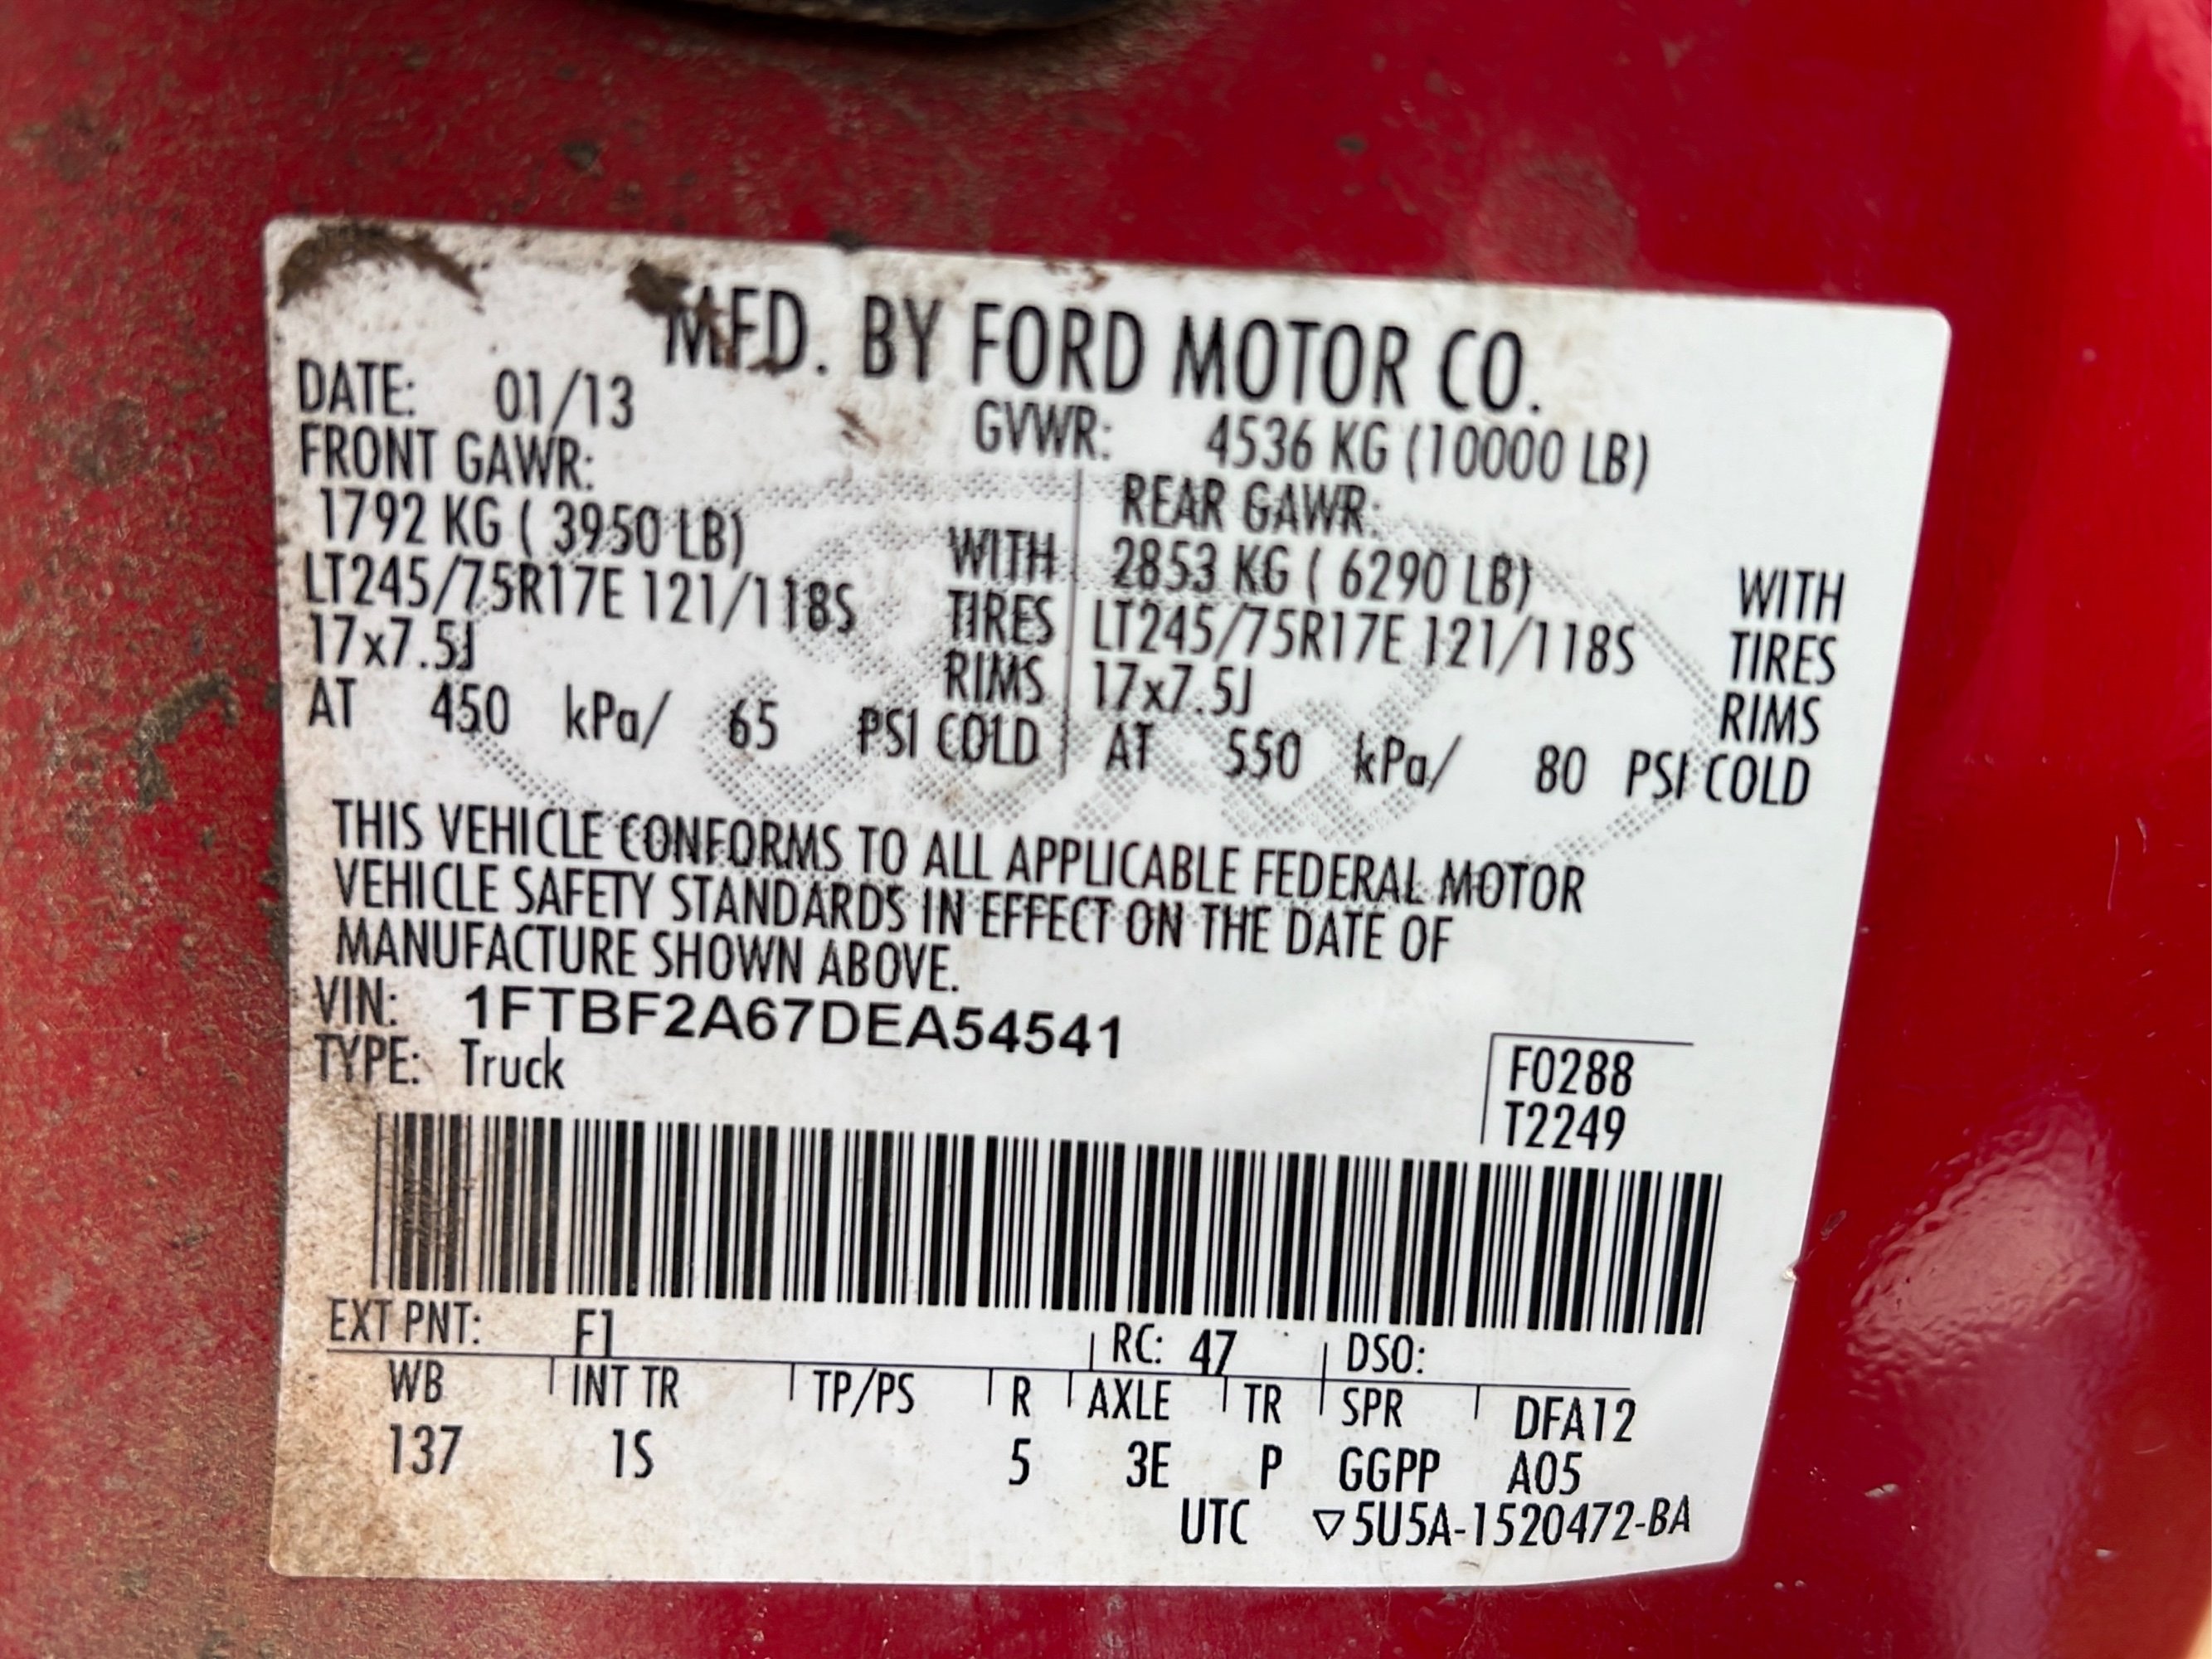 MFD. BY FORD MOTOR CO.
DATE: 01/13 GVWR: 4536 KG (10000 LB)
FRONT GAWR: REAR GAWR:
1792 KG ( 3950 LB) WITH 2853 KG ( 6290 LB) WITH
LT245/75R17E 121/118S TIRES LT245/75R17E 121/118S TIRES
17x7.5J RIMS 17x7.5J RIMS
AT 450 kPa/ 65 PSI COLD AT 550 kPa/ 80 PSI COLD
THIS VEHICLE CONFORMS TO ALL APPLICABLE FEDERAL MOTOR
VEHICLE SAFETY STANDARDS IN EFFECT ON THE DATE OF
MANUFACTURE SHOWN ABOVE.
VIN: 1FTBF2A67DEA54541
TYPE: Truck
F0288
T2249
EXT PNT: F1 RC: 47 DSO:
WB INT TR TP/PS R AXLE TR SPR DFA12
137 1S 5 3E P GGPP A05
UTC ▽5U5A-1520472-BA